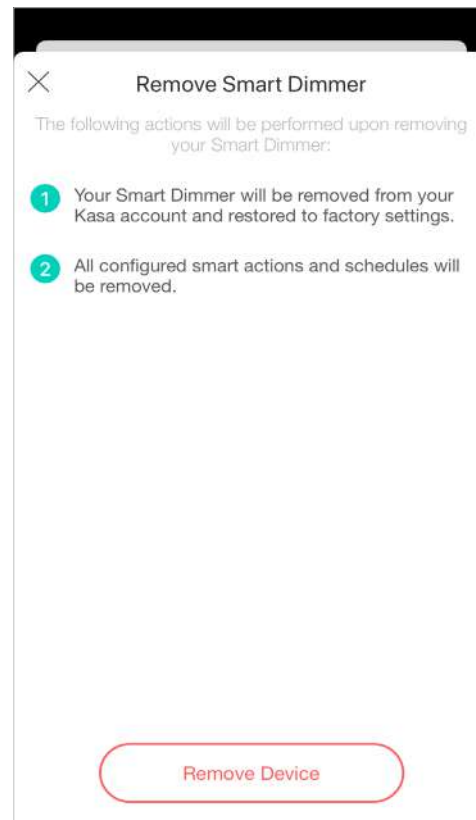 Remove Smart Dimmer
The following actions will be performed upon removing
your Smart Dimmer:
1 Your Smart Dimmer will be removed from your
Kasa account and restored to factory settings.
2 All configured smart actions and schedules will
be removed.
Remove Device